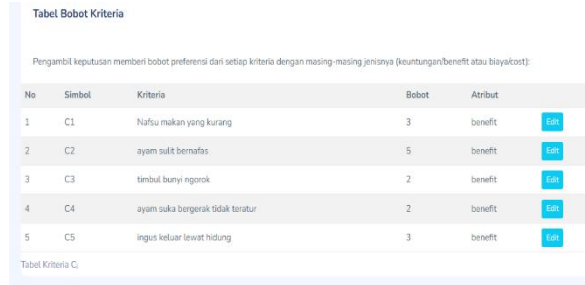 Tabel Bobot Kriteria
Pengambil keputusan memberi bobot preferensi dari setiap kriteria dengan masing-masing jenisnya (keuntungan/benefit atau biaya/cost):
No Simbol Kriteria Bobot Atribut
1 C1 Nafsu makan yang kurang 3 benefit Edit
2 C2 ayam sulit bernafas 5 benefit Edit
3 C3 timbul bunyi ngorok 2 benefit Edit
4 C4 ayam suka bergerak tidak teratur 2 benefit Edit
5 C5 ingus keluar lewat hidung 3 benefit Edit
Tabel Kriteria Cj